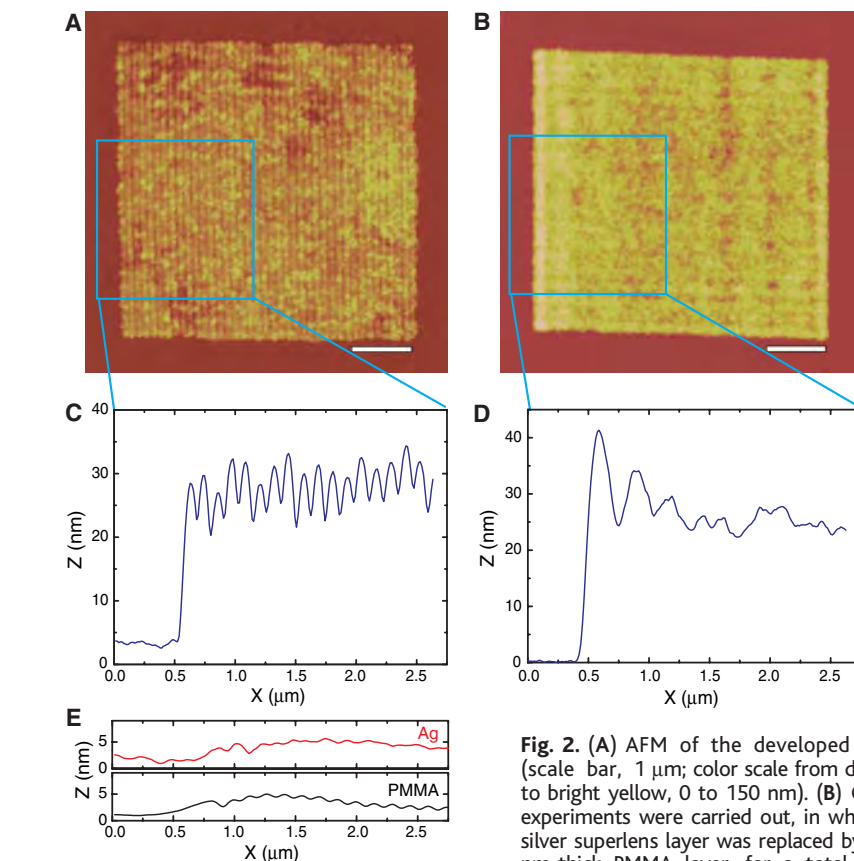 A
B
C
40
30
20
10
0
Z (nm)
0.0 0.5 1.0 1.5 2.0 2.5
X (μm)
D
40
30
20
10
0
Z (nm)
0.0 0.5 1.0 1.5 2.0 2.5
X (μm)
E
Ag
5
0
PMMA
5
0
Z (nm)
0.0 0.5 1.0 1.5 2.0 2.5
X (μm)
Fig. 2. (A) AFM of the developed
(scale bar, 1 μm; color scale from
to bright yellow, 0 to 150 nm). (B)
experiments were carried out, in
silver superlens layer was replaced